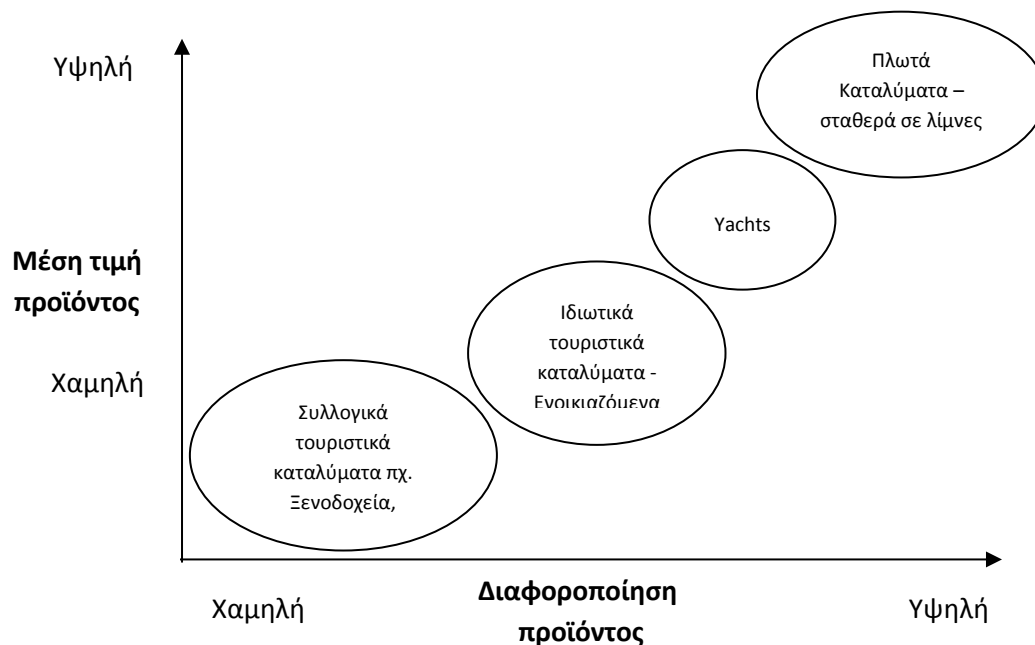 Υψηλή
Πλωτά
Καταλύματα –
σταθερά σε λίμνες
Yachts
Μέση τιμή
προϊόντος
Ιδιωτικά
τουριστικά
καταλύματα -
Ενοικιαζόμενα
Χαμηλή
Συλλογικά
τουριστικά
καταλύματα πχ.
Ξενοδοχεία,
Χαμηλή
Διαφοροποίηση
προϊόντος
Υψηλή